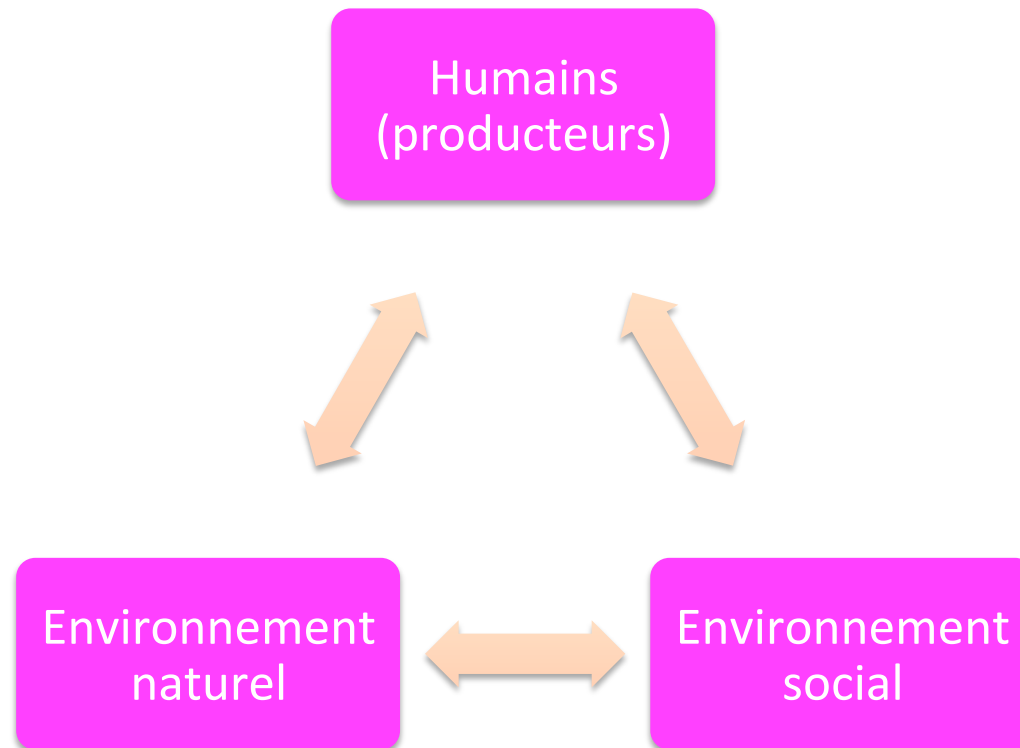 Humains
(producteurs)
Environnement
naturel
Environnement
social